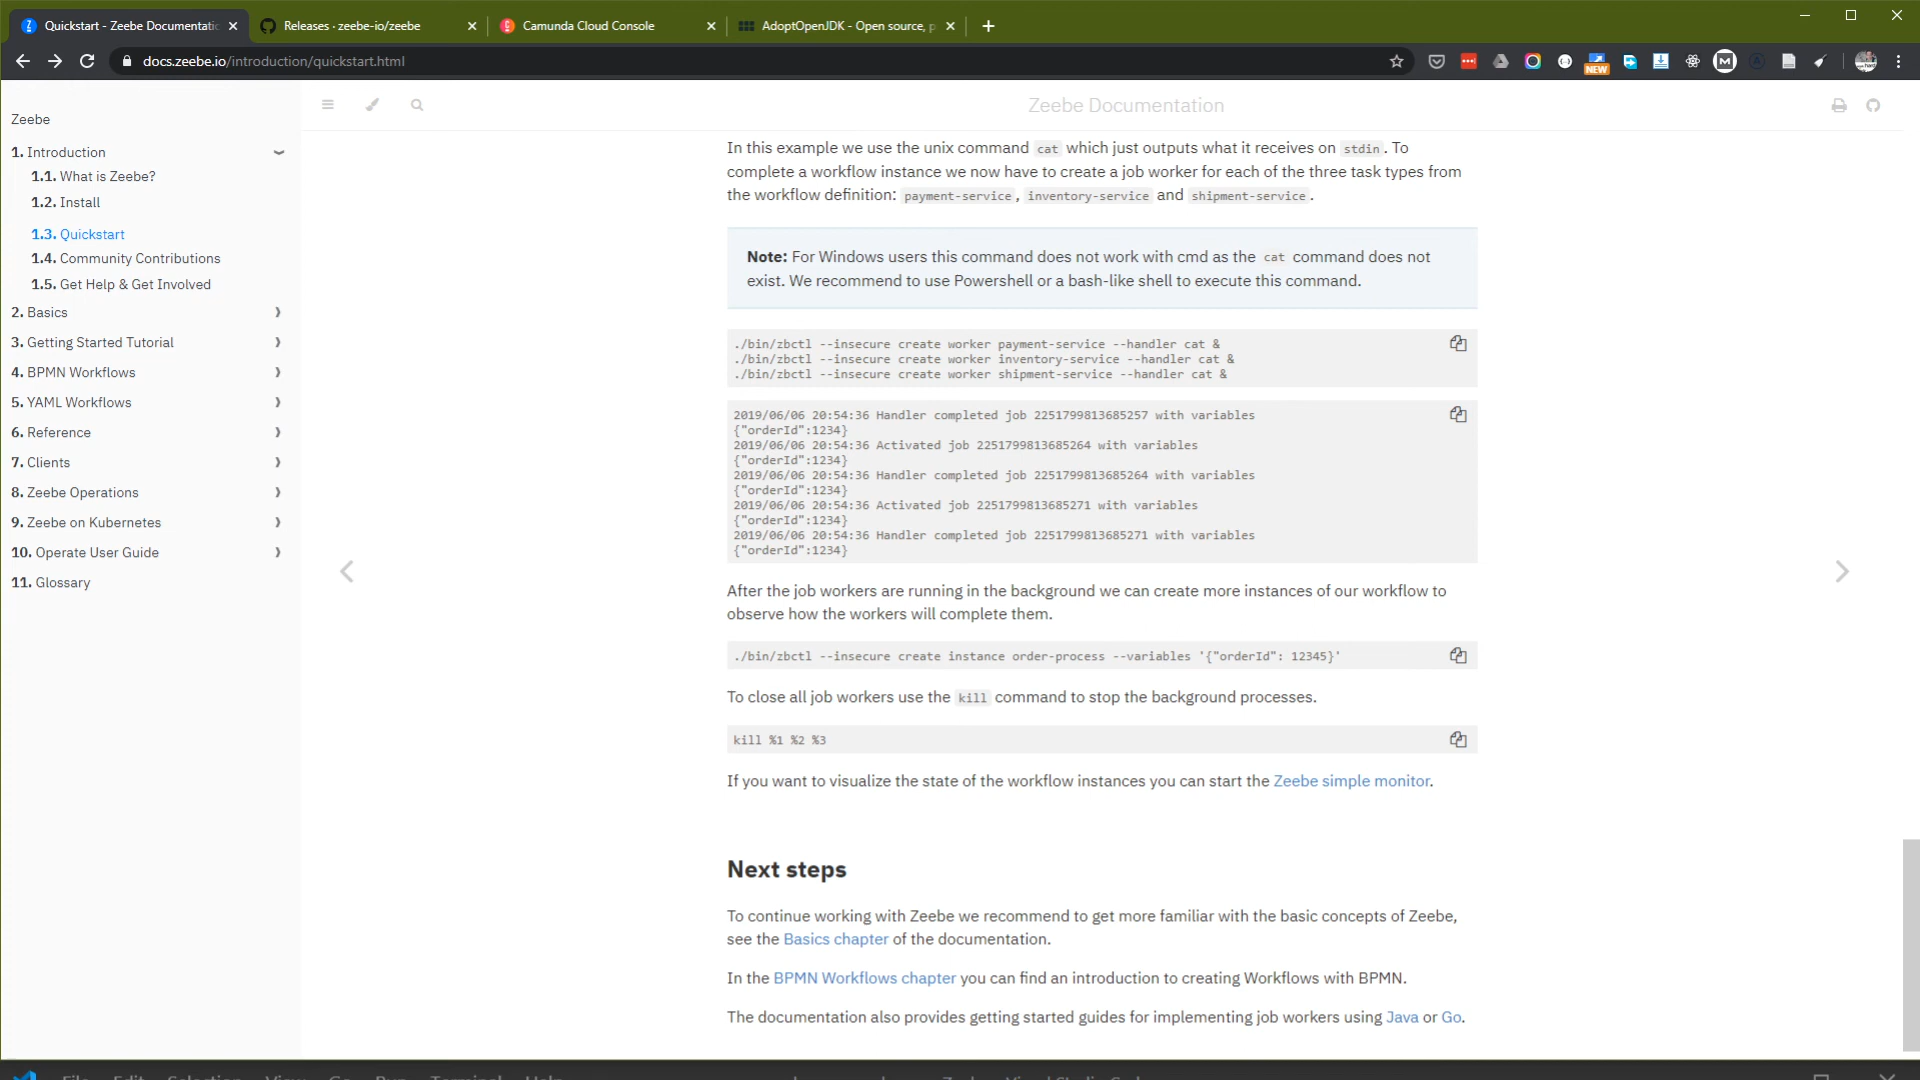 Quickstart - Zeebe Documentatio
Releases · zeebe-io/zeebe
Camunda Cloud Console
AdoptOpenJDK - Open source, p
docs.zeebe.io/introduction/quickstart.html
NEW
Zeebe Documentation
Zeebe
1. Introduction
1.1. What is Zeebe?
1.2. Install
1.3. Quickstart
1.4. Community Contributions
1.5. Get Help & Get Involved
2. Basics
3. Getting Started Tutorial
4. BPMN Workflows
5. YAML Workflows
6. Reference
7. Clients
8. Zeebe Operations
9. Zeebe on Kubernetes
10. Operate User Guide
11. Glossary
In this example we use the unix command cat which just outputs what it receives on stdin. To
complete a workflow instance we now have to create a job worker for each of the three task types from
the workflow definition: payment-service, inventory-service and shipment-service.
Note: For Windows users this command does not work with cmd as the cat command does not
exist. We recommend to use Powershell or a bash-like shell to execute this command.
./bin/zbctl --insecure create worker payment-service --handler cat &
./bin/zbctl --insecure create worker inventory-service --handler cat &
./bin/zbctl --insecure create worker shipment-service --handler cat &
2019/06/06 20:54:36 Handler completed job 2251799813685257 with variables
{"orderId":1234}
2019/06/06 20:54:36 Activated job 2251799813685264 with variables
{"orderId":1234}
2019/06/06 20:54:36 Handler completed job 2251799813685264 with variables
{"orderId":1234}
2019/06/06 20:54:36 Activated job 2251799813685271 with variables
{"orderId":1234}
2019/06/06 20:54:36 Handler completed job 2251799813685271 with variables
{"orderId":1234}
After the job workers are running in the background we can create more instances of our workflow to
observe how the workers will complete them.
./bin/zbctl --insecure create instance order-process --variables '{"orderId": 12345}'
To close all job workers use the kill command to stop the background processes.
kill %1 %2 %3
If you want to visualize the state of the workflow instances you can start the Zeebe simple monitor.
Next steps
To continue working with Zeebe we recommend to get more familiar with the basic concepts of Zeebe,
see the Basics chapter of the documentation.
In the BPMN Workflows chapter you can find an introduction to creating Workflows with BPMN.
The documentation also provides getting started guides for implementing job workers using Java or Go.
File Edit Selection View Go Run Terminal Help